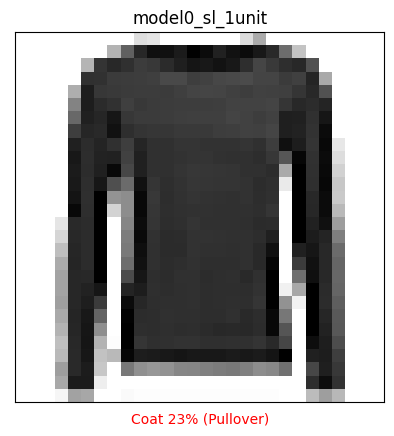 model0_sl_1unit
Coat 23% (Pullover)